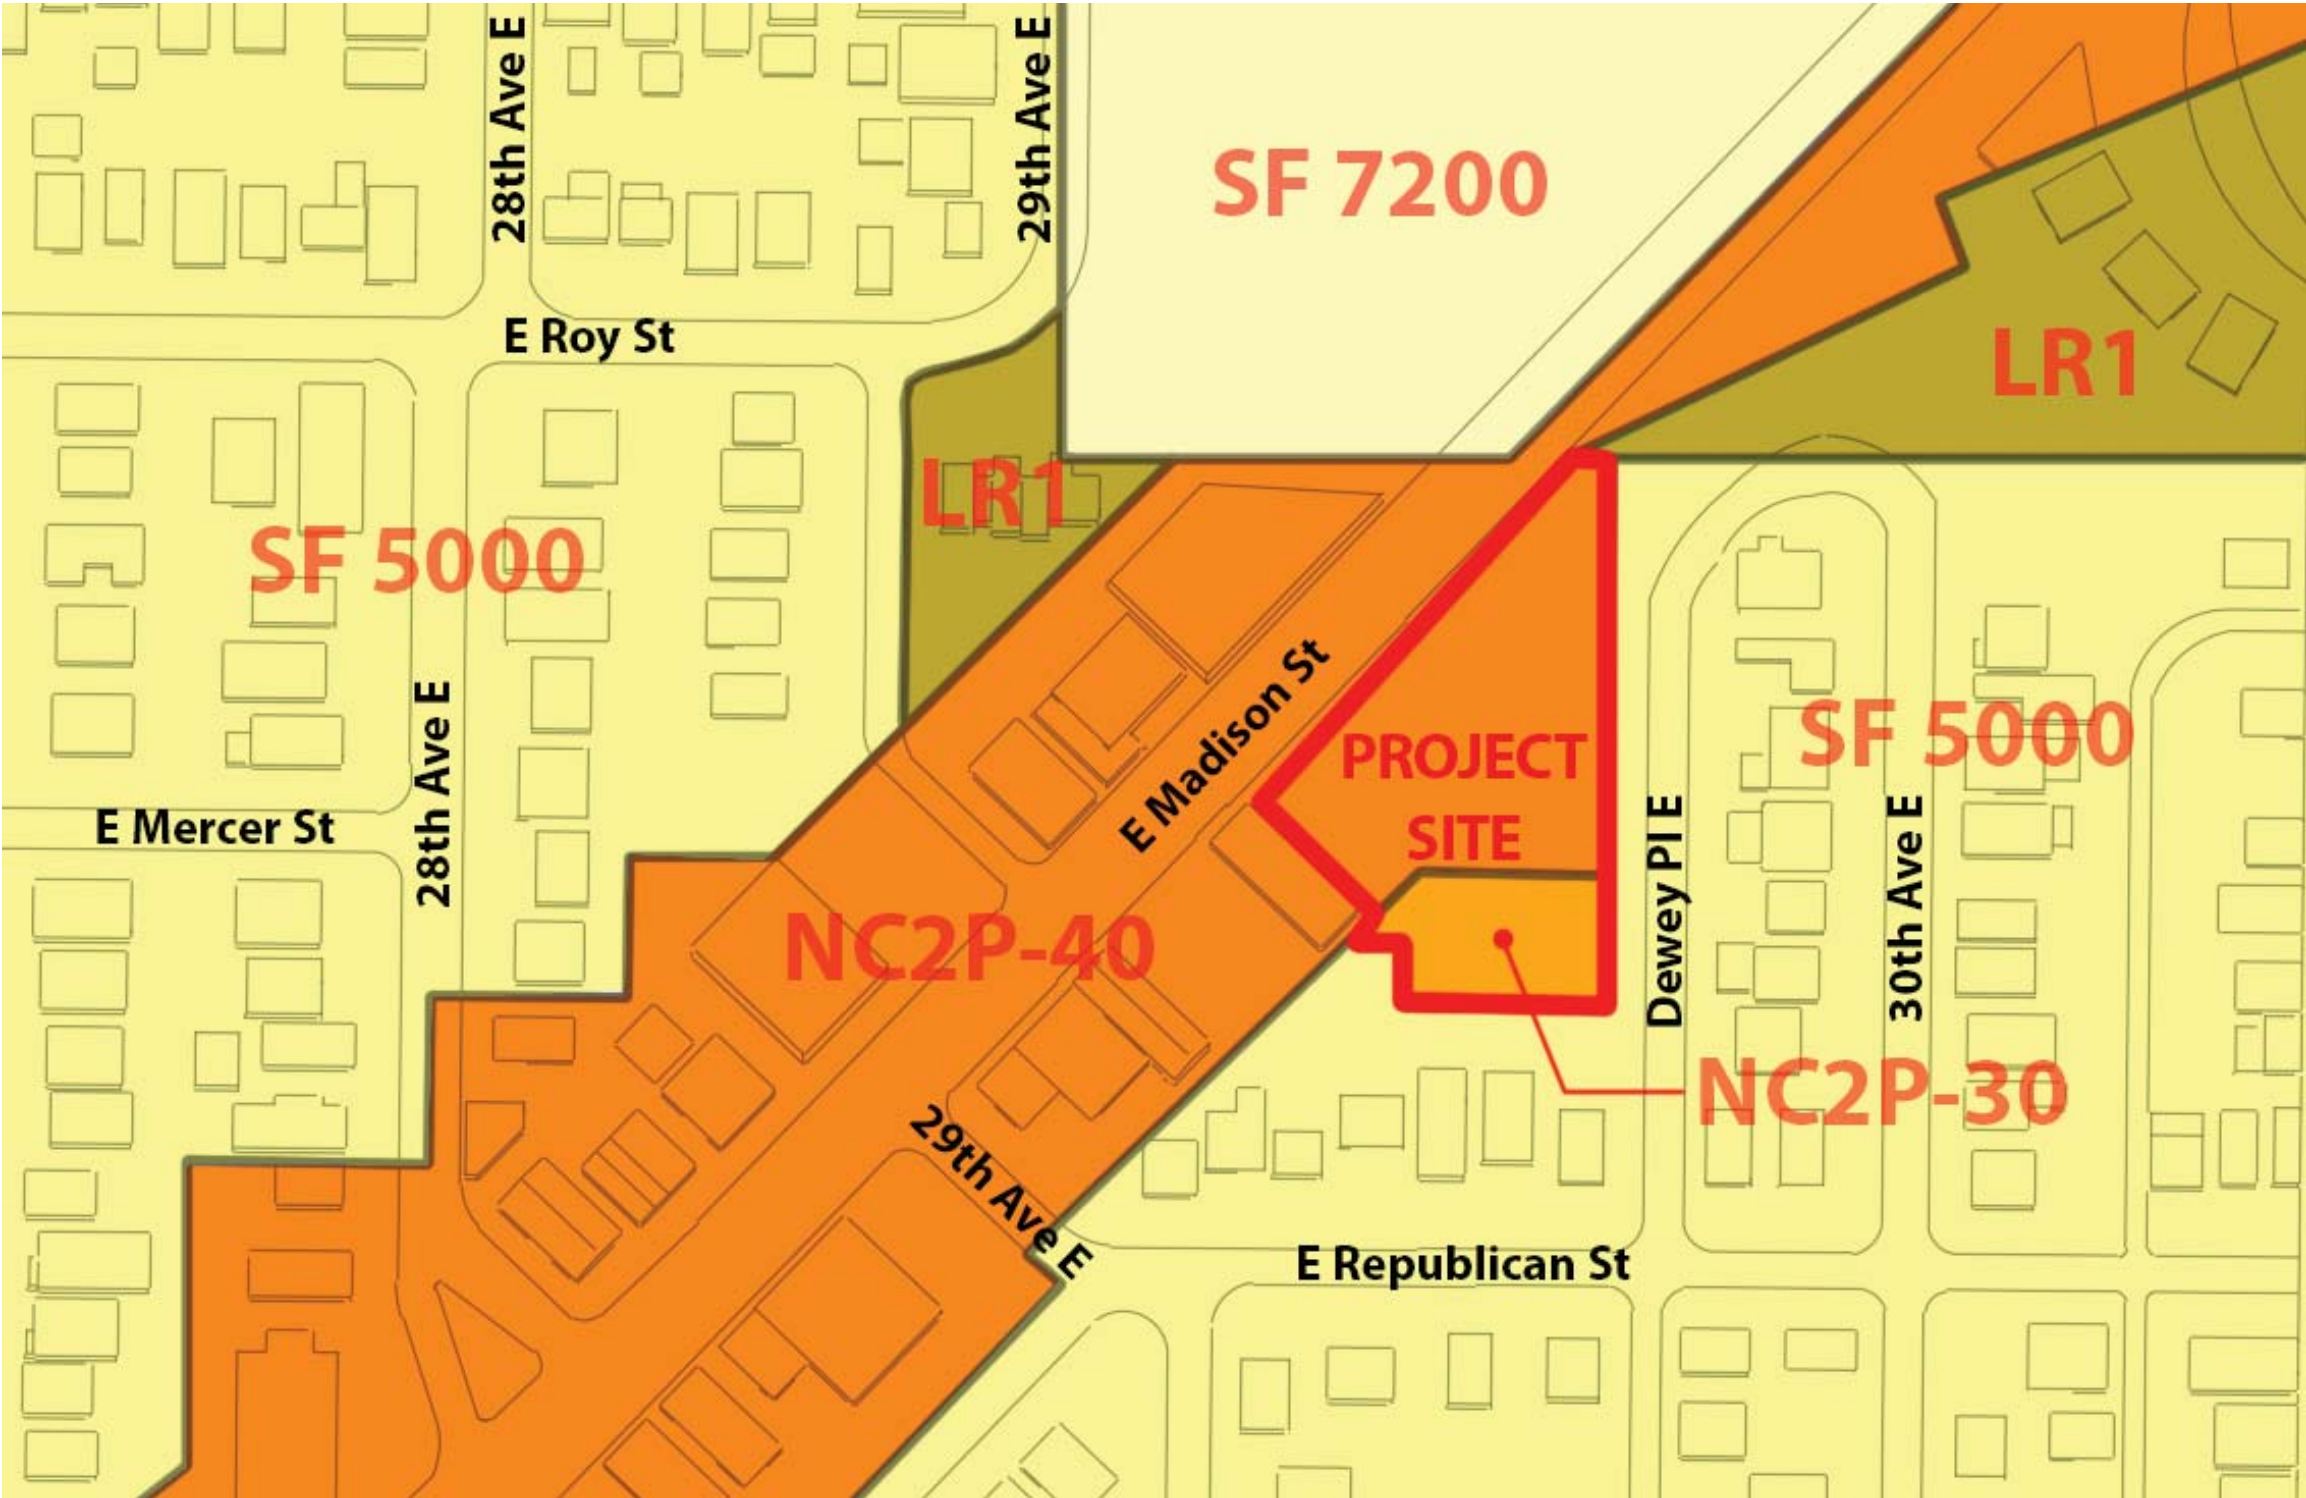 28th Ave E
29th Ave E
SF 7200
E Roy St
LR1
LR1
SF 5000
E Madison St
28th Ave E
SF 5000
PROJECT
SITE
E Mercer St
Dewey Pl E
30th Ave E
NC2P-40
NC2P-30
29th Ave E
E Republican St